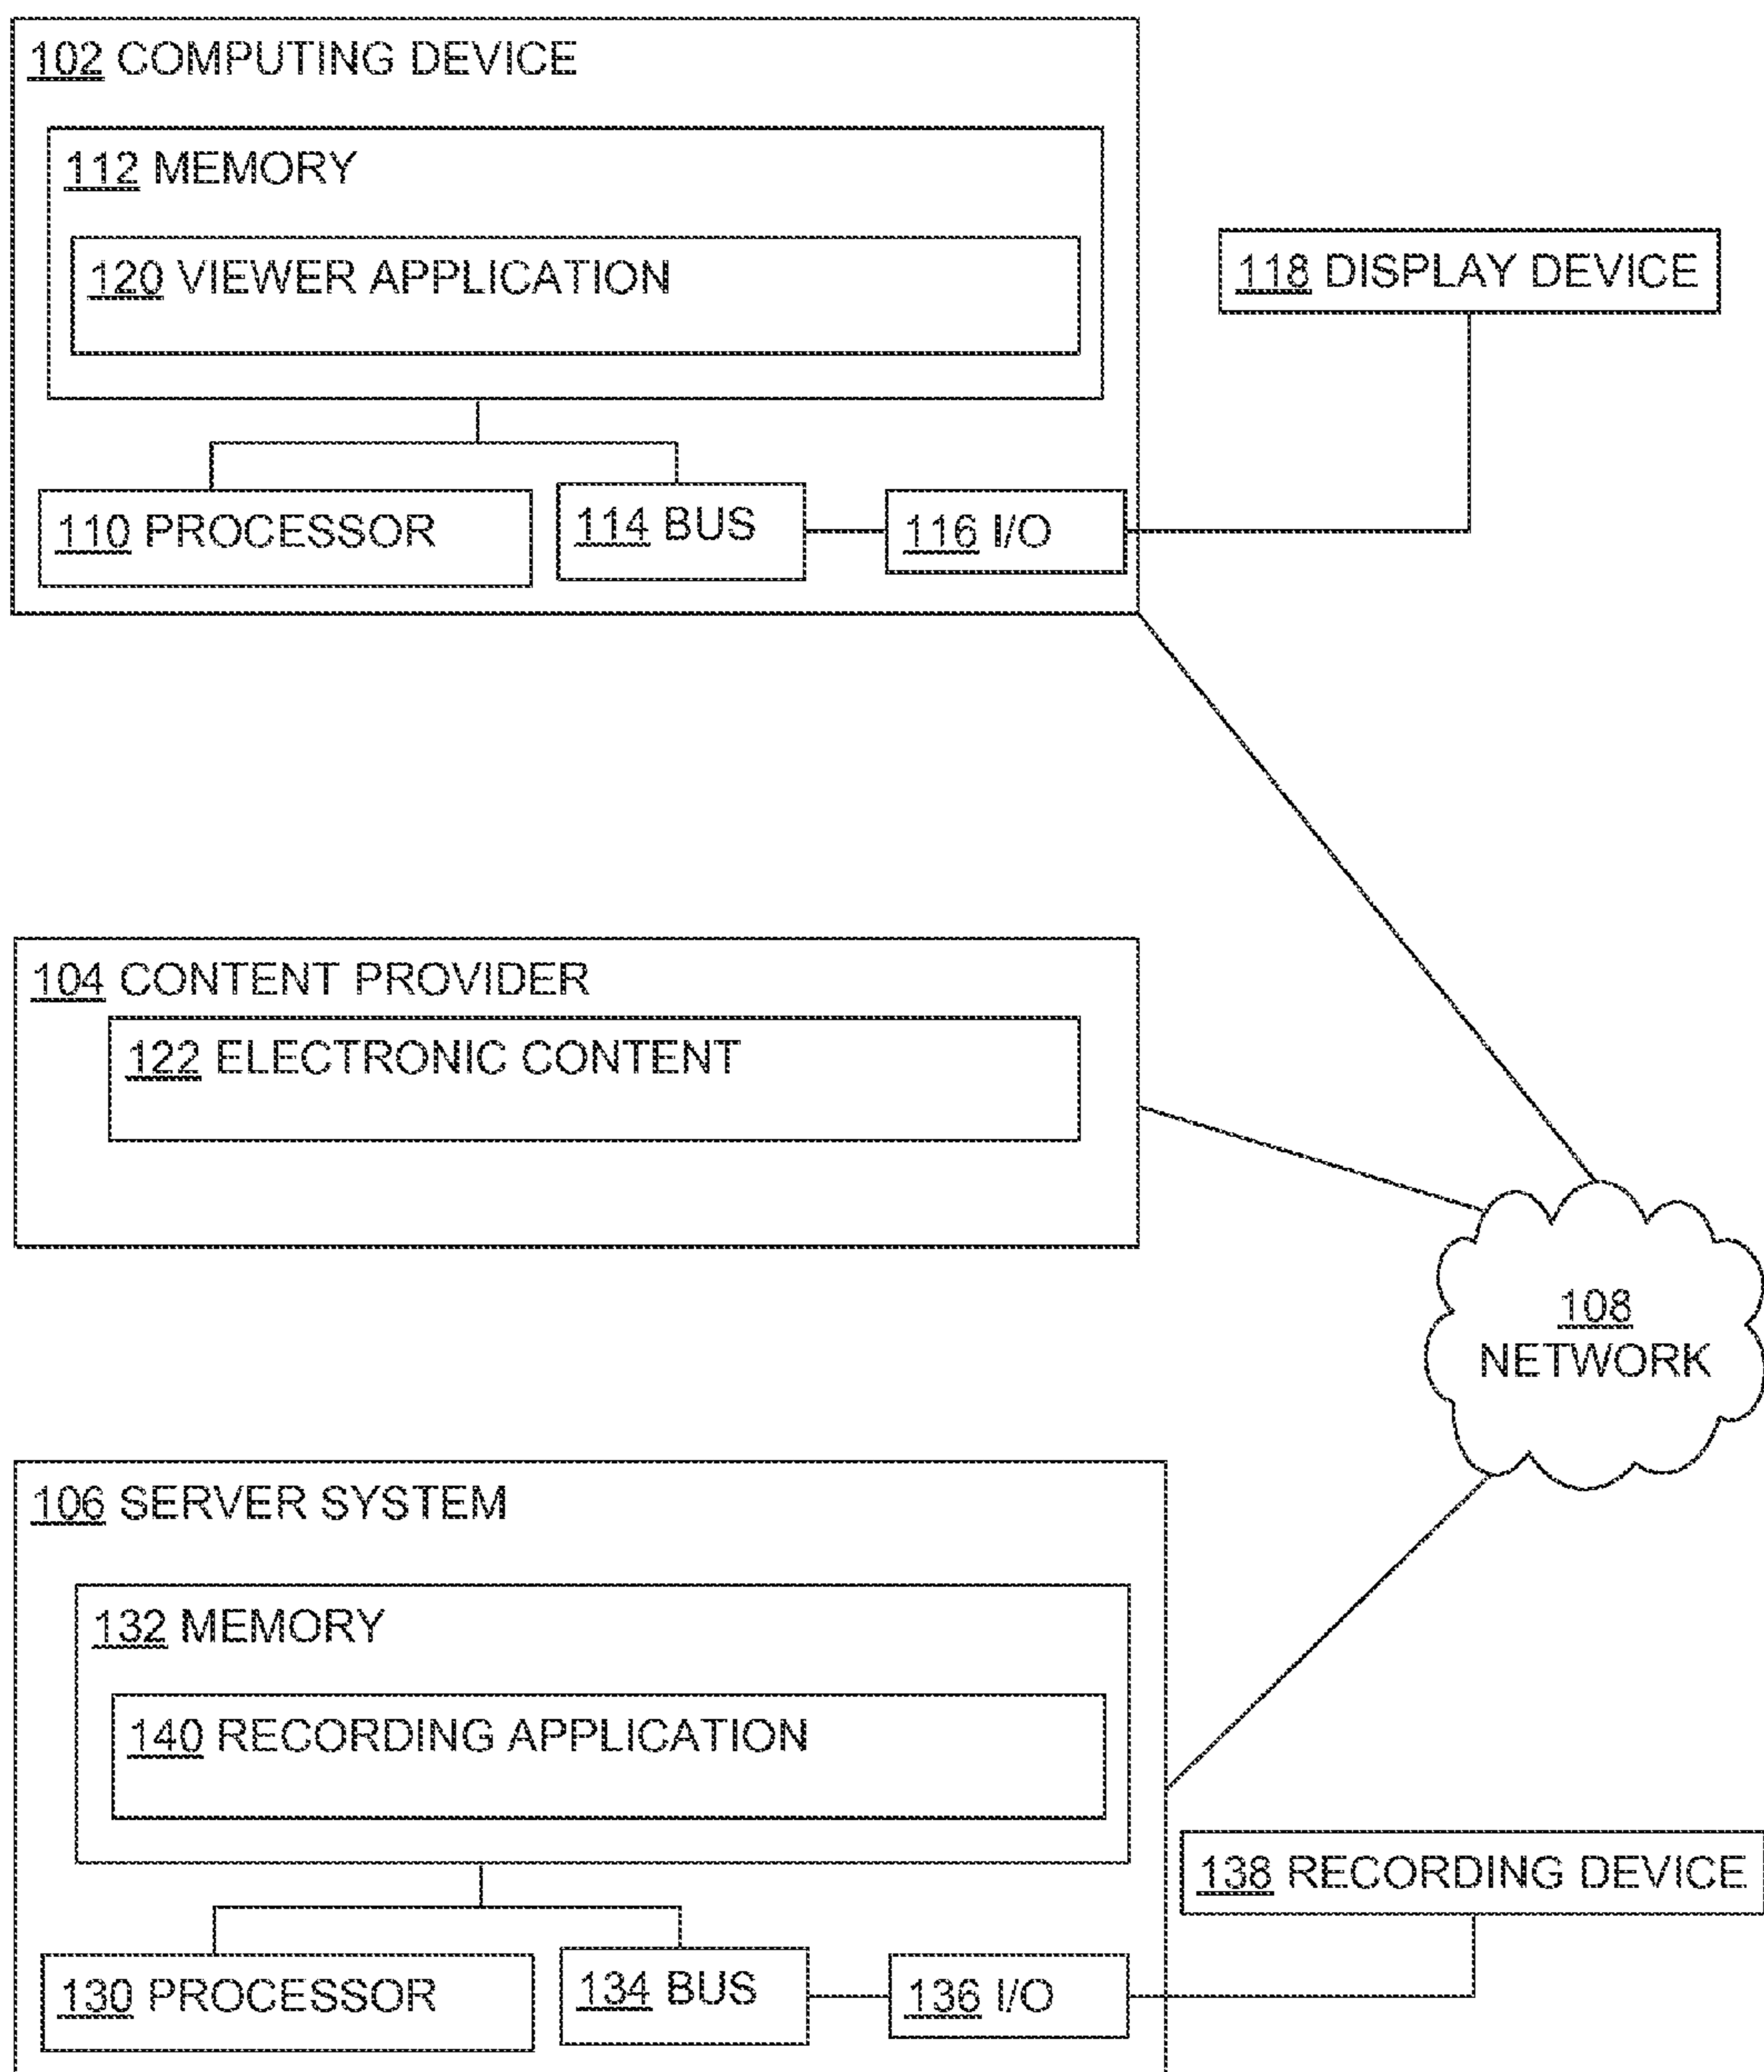 102 COMPUTING DEVICE
112 MEMORY
120 VIEWER APPLICATION
118 DISPLAY DEVICE
110 PROCESSOR
114 BUS
116 I/O
104 CONTENT PROVIDER
122 ELECTRONIC CONTENT
108
NETWORK
106 SERVER SYSTEM
132 MEMORY
140 RECORDING APPLICATION
138 RECORDING DEVICE
130 PROCESSOR
134 BUS
136 I/O